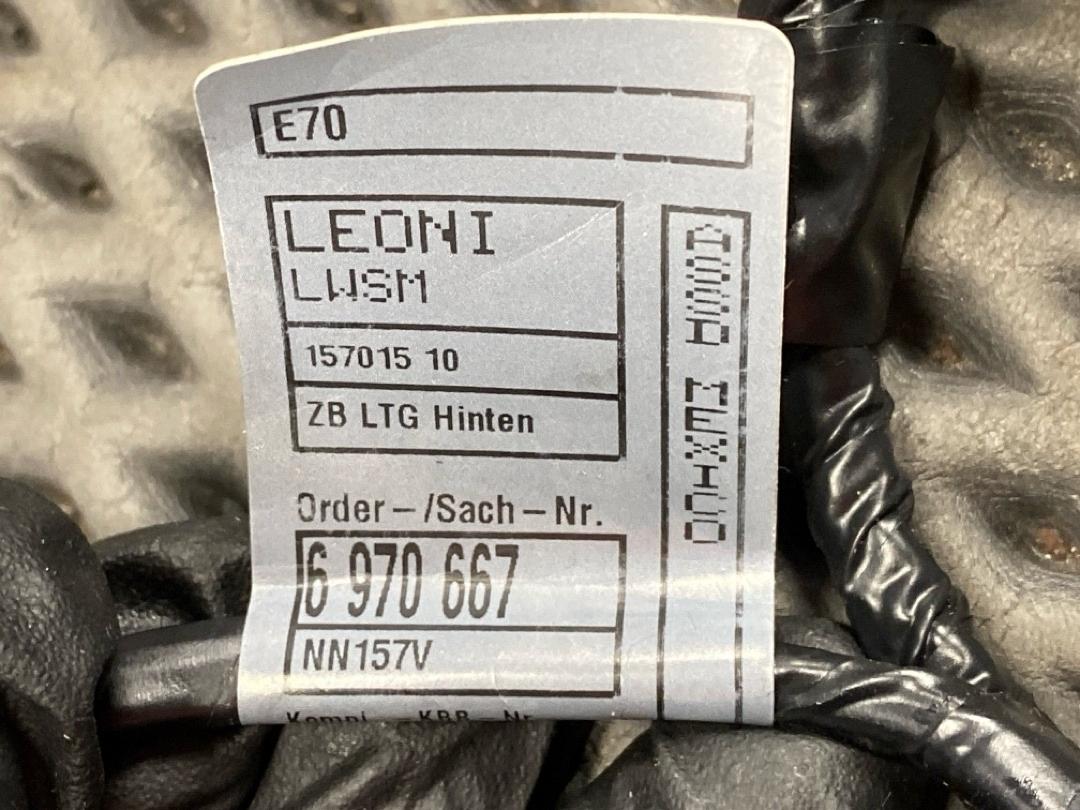 E70
LEONI
LWSM
157015 10
ZB LTG Hinten
Order-/Sach-Nr.
6 970 667
NN157V
ASSD MEXICO